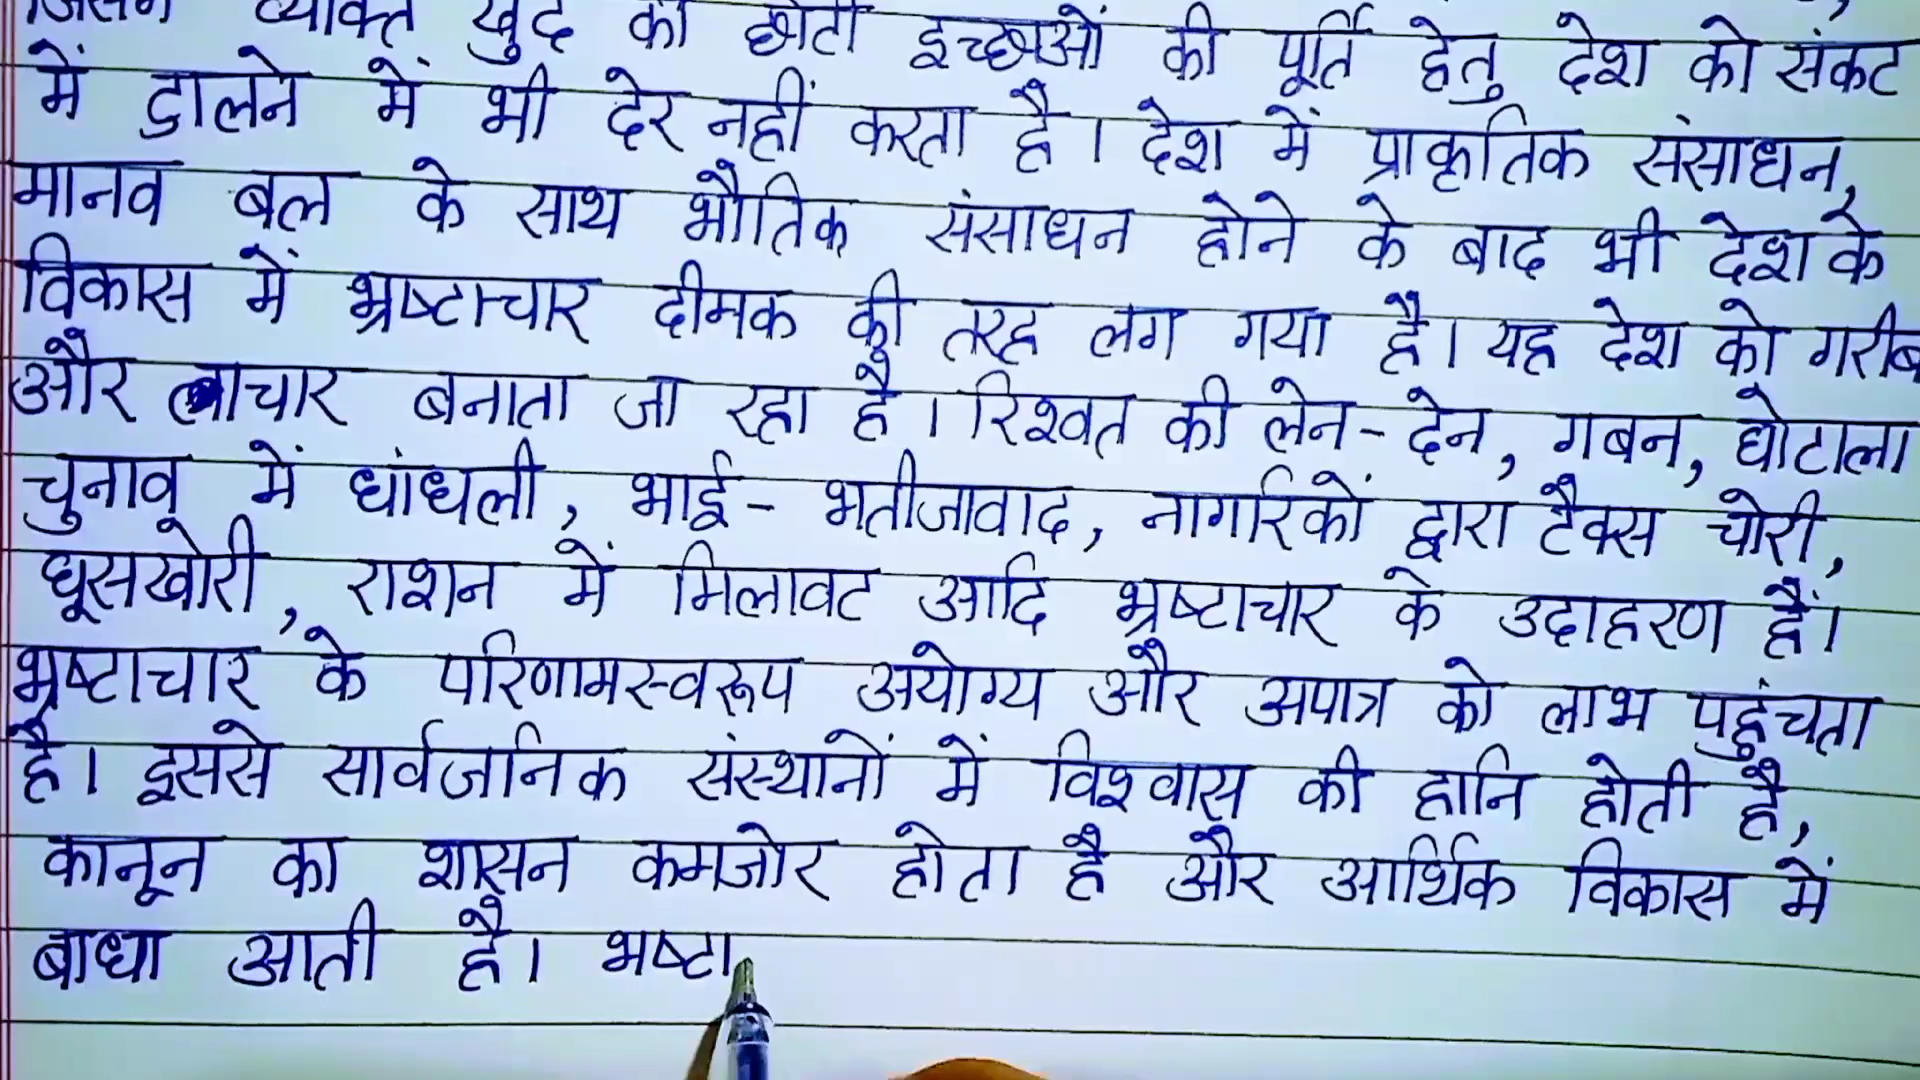 जिसमें व्यक्ति खुद की छोटी इच्छाओं की पूर्ति हेतु देश को संकट
में डालने में भी देर नहीं करता है। देश में प्राकृतिक संसाधन,
मानव बल के साथ भौतिक संसाधन होने के बाद भी देश के
विकास में भ्रष्टाचार दीमक की तरह लग गया है। यह देश को गरीब
और लाचार बनाता जा रहा है। रिश्वत की लेन-देन, गबन, घोटाला
चुनाव में धांधली, भाई-भतीजावाद, नागरिकों द्वारा टैक्स चोरी,
घूसखोरी, राशन में मिलावट आदि भ्रष्टाचार के उदाहरण हैं।
भ्रष्टाचार के परिणामस्वरूप अयोग्य और अपात्र को लाभ पहुंचता
है। इससे सार्वजनिक संस्थानों में विश्वास की हानि होती है,
कानून का शासन कमजोर होता है और आर्थिक विकास में
बाधा आती है। भष्टा